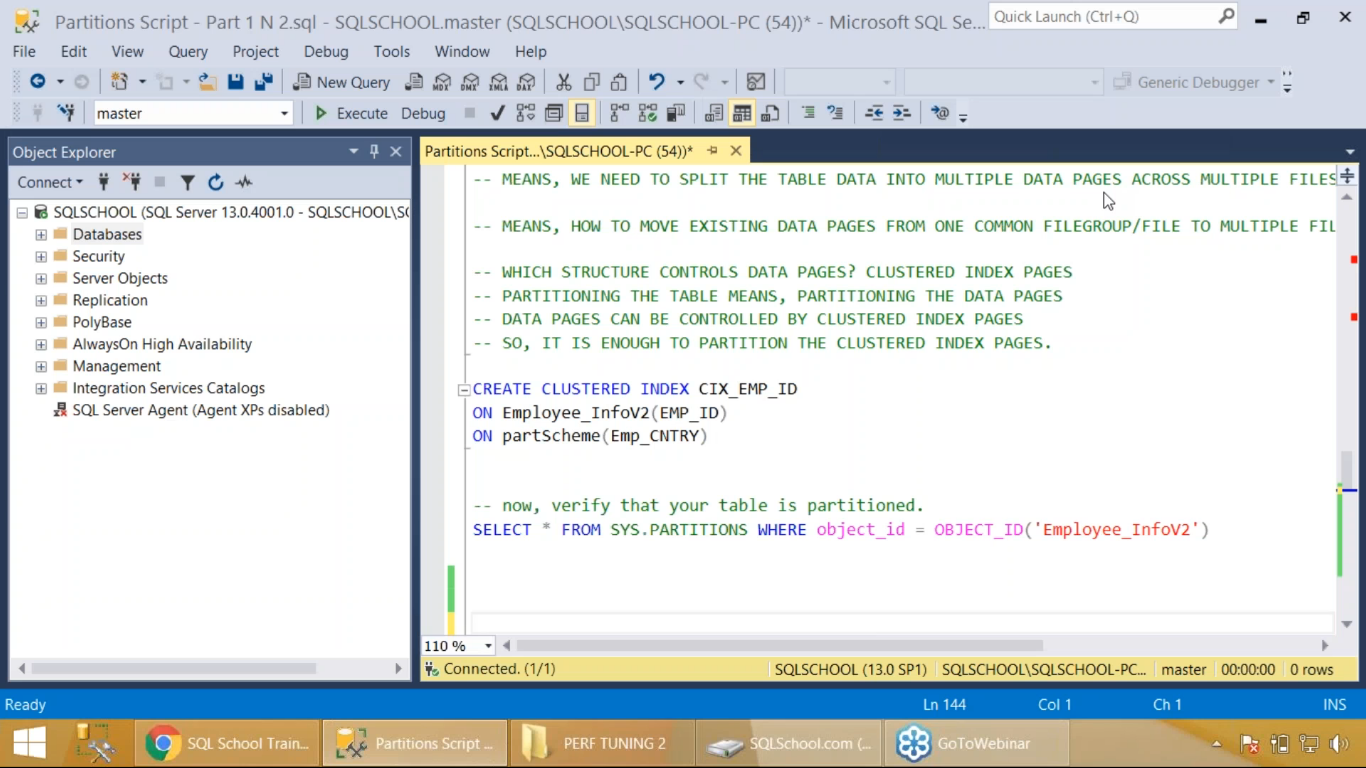 Partitions Script - Part 1 N 2.sql - SQLSCHOOL.master (SQLSCHOOL\SQLSCHOOL-PC (54))* - Microsoft SQL Se...
Quick Launch (Ctrl+Q)
File Edit View Query Project Debug Tools Window Help
New Query
MDX DMX XMLA DAX
Generic Debugger
master
Execute Debug
Object Explorer
Partitions Script...\SQLSCHOOL-PC (54))*
Connect
SQLSCHOOL (SQL Server 13.0.4001.0 - SQLSCHOOL\S
Databases
Security
Server Objects
Replication
PolyBase
AlwaysOn High Availability
Management
Integration Services Catalogs
SQL Server Agent (Agent XPs disabled)
-- MEANS, WE NEED TO SPLIT THE TABLE DATA INTO MULTIPLE DATA PAGES ACROSS MULTIPLE FILES
-- MEANS, HOW TO MOVE EXISTING DATA PAGES FROM ONE COMMON FILEGROUP/FILE TO MULTIPLE FIL
-- WHICH STRUCTURE CONTROLS DATA PAGES? CLUSTERED INDEX PAGES
-- PARTITIONING THE TABLE MEANS, PARTITIONING THE DATA PAGES
-- DATA PAGES CAN BE CONTROLLED BY CLUSTERED INDEX PAGES
-- SO, IT IS ENOUGH TO PARTITION THE CLUSTERED INDEX PAGES.
CREATE CLUSTERED INDEX CIX_EMP_ID
ON Employee_InfoV2(EMP_ID)
ON partScheme(Emp_CNTRY)
-- now, verify that your table is partitioned.
SELECT * FROM SYS.PARTITIONS WHERE object_id = OBJECT_ID('Employee_InfoV2')
110 %
Connected. (1/1)
SQLSCHOOL (13.0 SP1)
SQLSCHOOL\SQLSCHOOL-PC...
master
00:00:00
0 rows
Ready
Ln 144
Col 1
Ch 1
INS
SQL School Train...
Partitions Script ...
PERF TUNING 2
SQLSchool.com (...
GoToWebinar